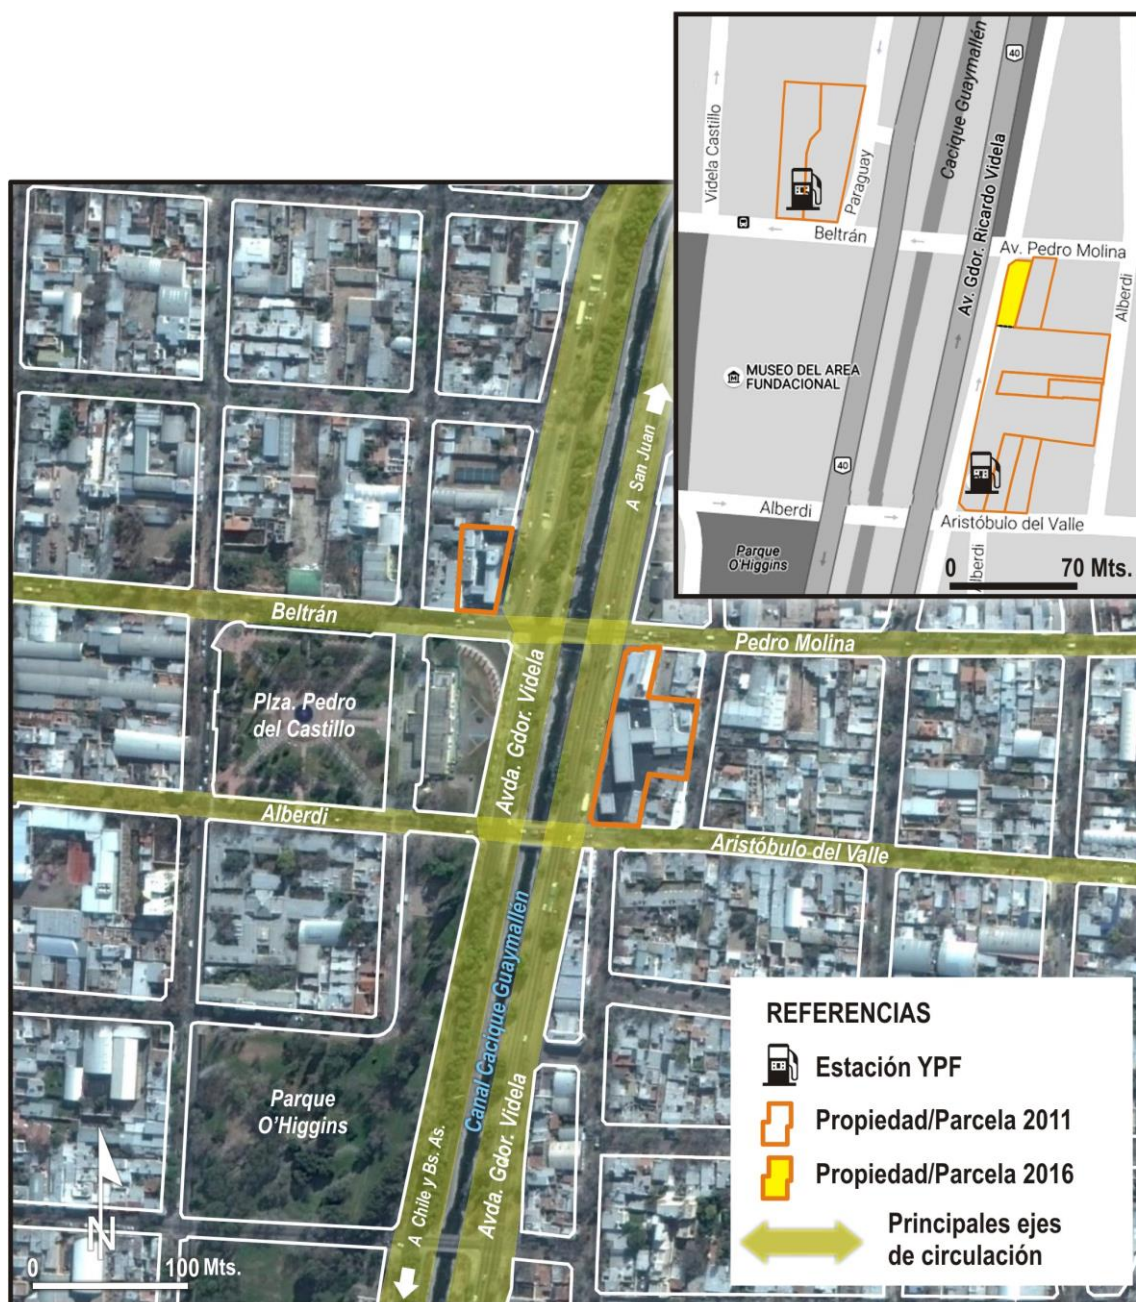 40
Videla Castillo
Cacique Guaymallén
Av. Gdor. Ricardo Videla
Paraguay
Beltrán
Av. Pedro Molina
Alberdi
MUSEO DEL AREA
FUNDACIONAL
40
Alberdi
Aristóbulo del Valle
Parque
O'Higgins
Alberdi
0 70 Mts.
A San Juan
Beltrán
Pedro Molina
Plza. Pedro
del Castillo
Avda. Gdor. Videla
Alberdi
Aristóbulo del Valle
Canal Cacique Guaymallén
Parque
O'Higgins
A Chile y Bs. As.
Avda. Gdor. Videla
N
0 100 Mts.
REFERENCIAS
Estación YPF
Propiedad/Parcela 2011
Propiedad/Parcela 2016
Principales ejes
de circulación